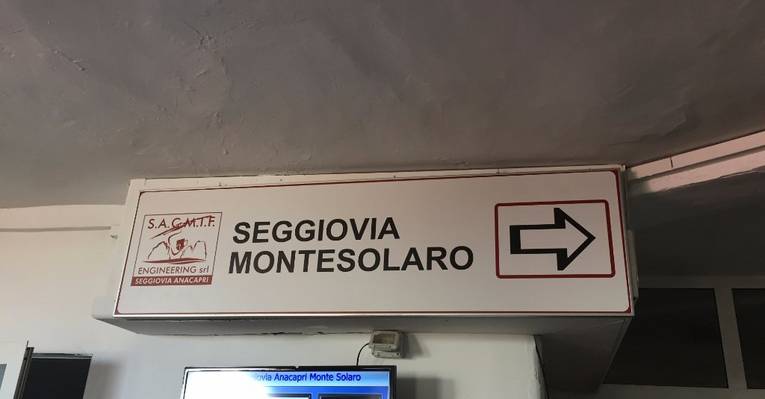 S.A.C.M.I.F.
ENGINEERING srl
SEGGIOVIA ANACAPRI
SEGGIOVIA
MONTESOLARO
Anacapri Monte Solaro